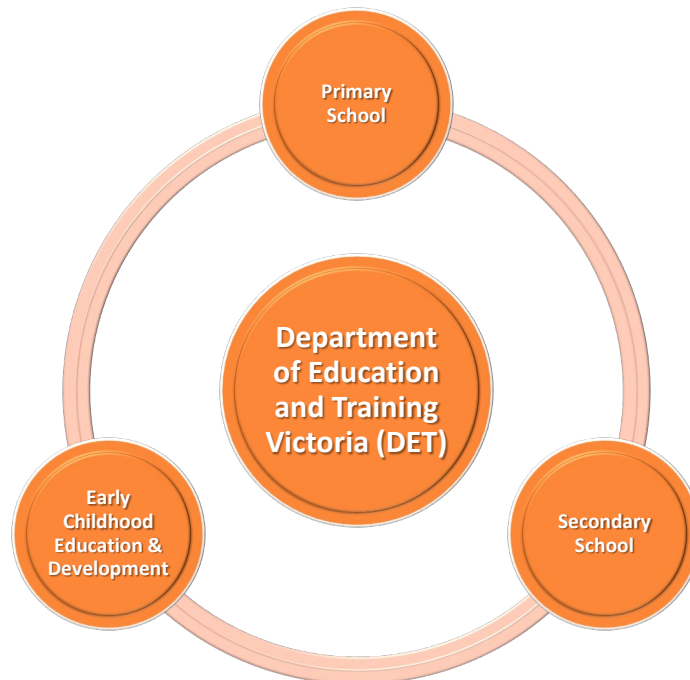 Primary
School
Department
of Education
and Training
Victoria (DET)
Early
Childhood
Education &
Development
Secondary
School